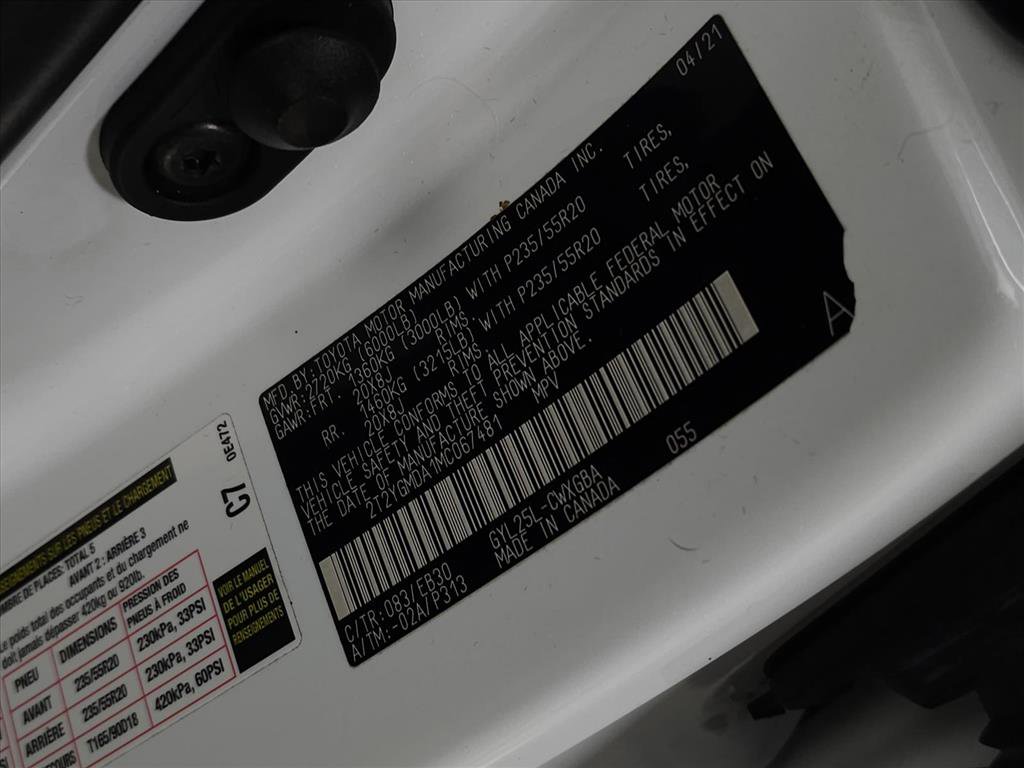 MFD. BY: TOYOTA MOTOR MANUFACTURING CANADA INC. 04/21
GVWR: 2720KG (6000LB)
GAWR: FRT. 1360KG (3000LB) WITH P235/55R20 TIRES,
20X8J RIMS,
RR. 1460KG (3215LB) WITH P235/55R20 TIRES,
20X8J RIMS
THIS VEHICLE CONFORMS TO ALL APPLICABLE FEDERAL MOTOR
VEHICLE SAFETY AND THEFT PREVENTION STANDARDS IN EFFECT ON
THE DATE OF MANUFACTURE SHOWN ABOVE.
2T2YGMDA1MC067481 MPV
A
C/TR: 083/EB30 GYL25L-CWXGBA 055
A/TM: -02A/P313 MADE IN CANADA
SUR LES PNEUS ET LE CHARGEMENT
DE PLACES: TOTAL 5
AVANT 2 : ARRIÈRE 3
Le poids total des occupants et du chargement ne
doit jamais dépasser 420kg ou 920lb.
PNEU DIMENSIONS PRESSION DES
PNEUS À FROID
AVANT 235/55R20 230kPa, 33PSI
ARRIÈRE 235/55R20 230kPa, 33PSI
T165/90D18 420kPa, 60PSI
VOIR LE MANUEL
DE L'USAGER
POUR PLUS DE
RENSEIGNEMENTS
C7 0E472